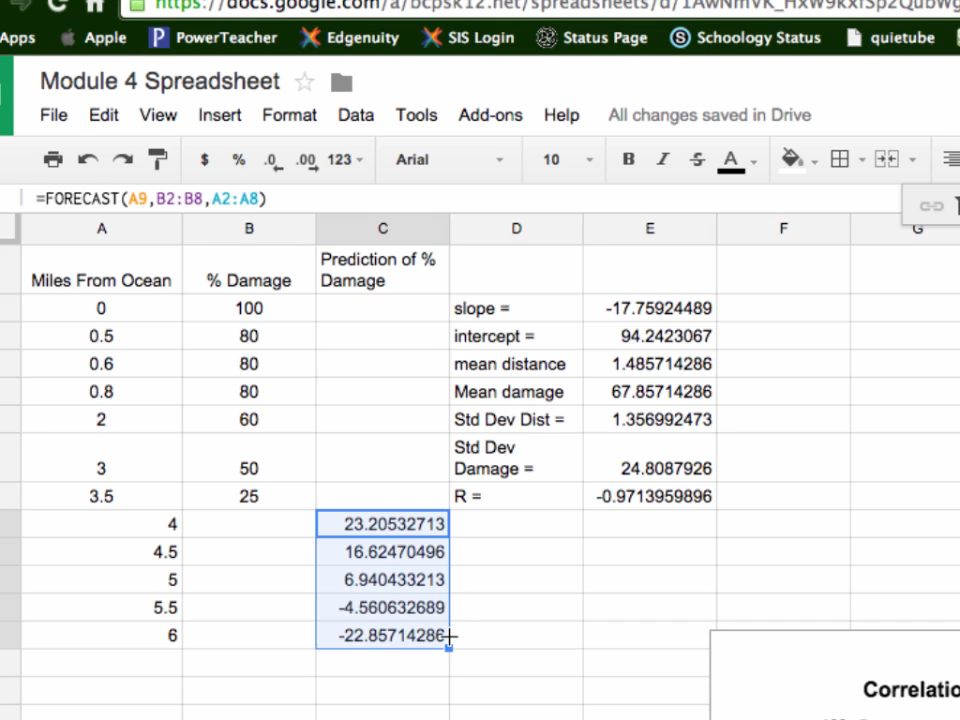 https://docs.google.com/a/bcpsk12.net/spreadsheets/d/1AwNmVK_HxW9kxfSp2QubW
Apps Apple PowerTeacher Edgenuity SIS Login Status Page Schoology Status quietube
Module 4 Spreadsheet
File Edit View Insert Format Data Tools Add-ons Help All changes saved in Drive
$ % .0 .00 123 Arial 10 B I S A
=FORECAST(A9,B2:B8,A2:A8)
A B C D E F G
Miles From Ocean % Damage Prediction of % Damage
0 100 slope = -17.75924489
0.5 80 intercept = 94.2423067
0.6 80 mean distance 1.485714286
0.8 80 Mean damage 67.85714286
2 60 Std Dev Dist = 1.356992473
3 50 Std Dev Damage = 24.8087926
3.5 25 R = -0.9713959896
4 23.20532713
4.5 16.62470496
5 6.940433213
5.5 -4.560632689
6 -22.85714286